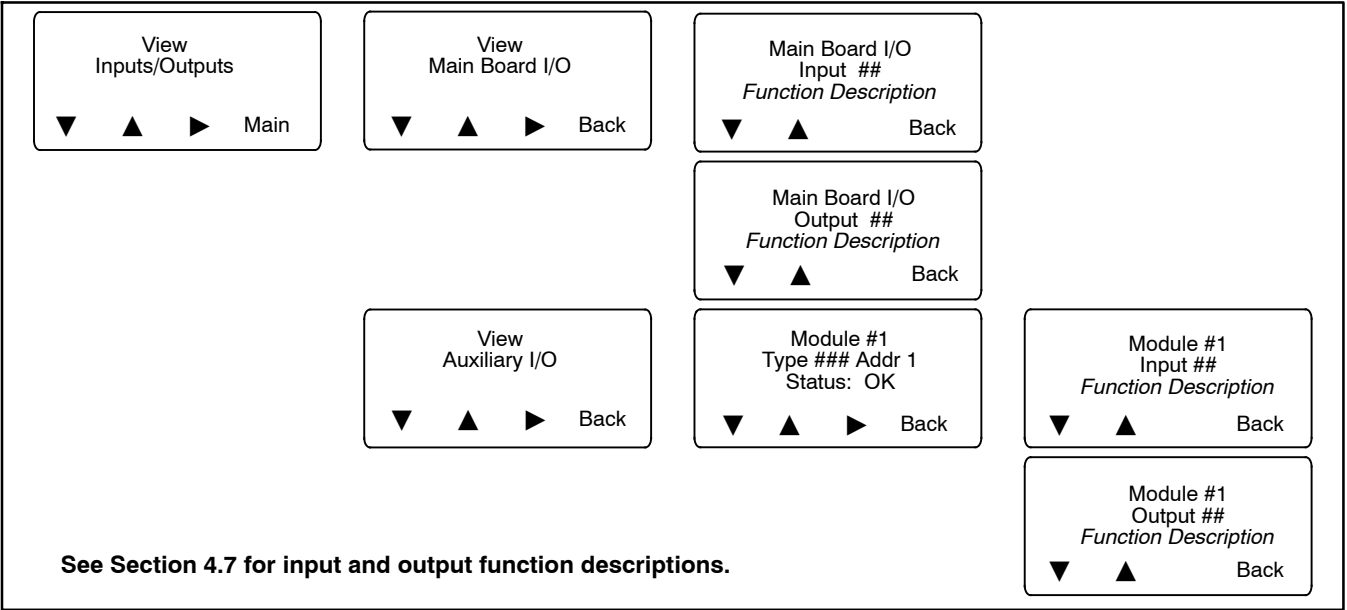 View
Inputs/Outputs
▼ ▲ ► Main
View
Main Board I/O
▼ ▲ ► Back
Main Board I/O
Input ##
Function Description
▼ ▲ Back
Main Board I/O
Output ##
Function Description
▼ ▲ Back
View
Auxiliary I/O
▼ ▲ ► Back
Module #1
Type ### Addr 1
Status: OK
▼ ▲ ► Back
Module #1
Input ##
Function Description
▼ ▲ Back
Module #1
Output ##
Function Description
▼ ▲ Back
See Section 4.7 for input and output function descriptions.